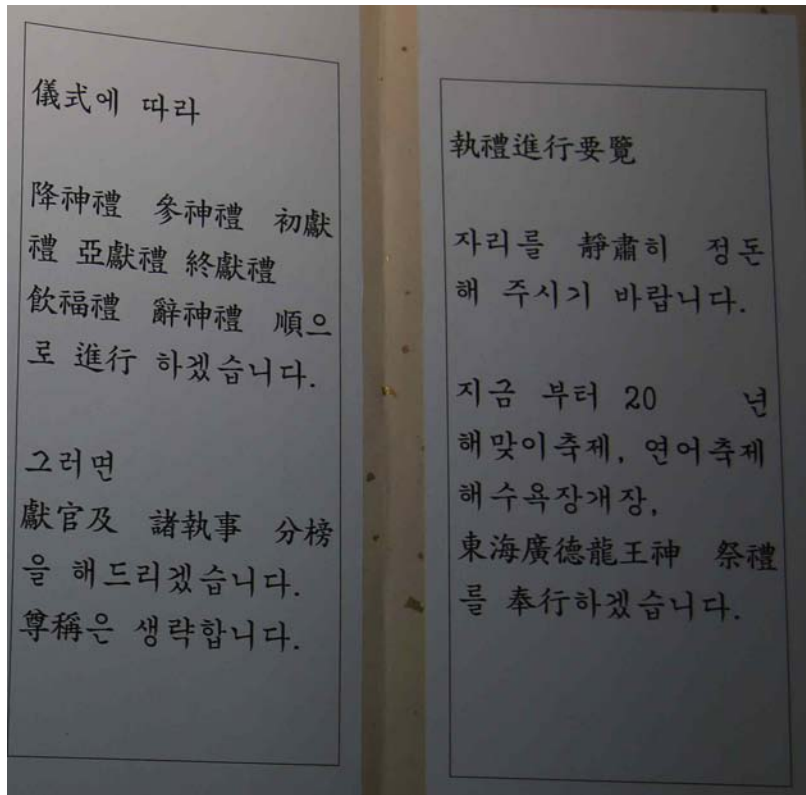 執禮進行要覽
자리를 靜肅히 정돈
해 주시기 바랍니다.
지금 부터 20 년
해맞이축제, 연어축제
해수욕장개장,
東海廣德龍王神 祭禮
를 奉行하겠습니다.
儀式에 따라
降神禮 參神禮 初獻
禮 亞獻禮 終獻禮
飮福禮 辭神禮 順으
로 進行 하겠습니다.
그러면
獻官及 諸執事 分榜
을 해드리겠습니다.
尊稱은 생략합니다.